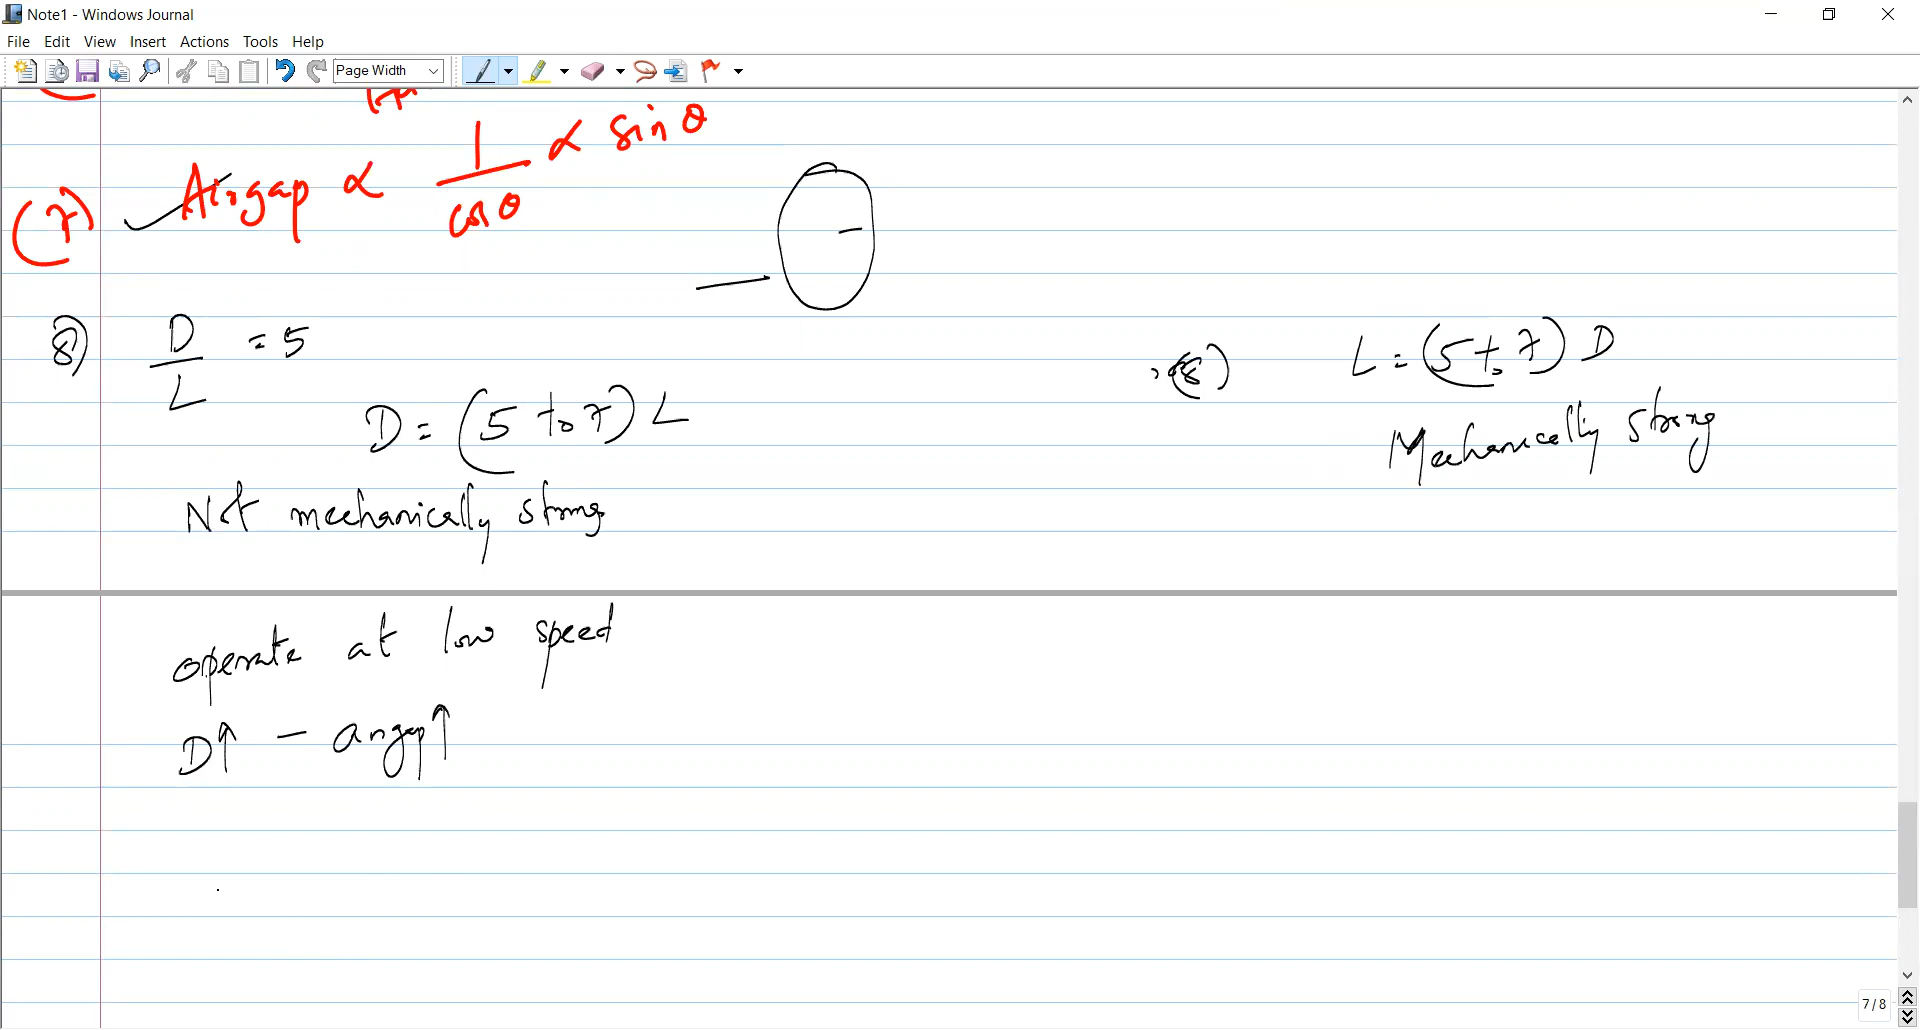 Note1 - Windows Journal
File Edit View Insert Actions Tools Help
Page Width
(7) Airgap ∝ 1/cos θ ∝ sin θ
8) D/L = 5
D = (5 to 7) L
Not mechanically strong
(8) L = (5 to 7) D
Mechanically strong
operate at low speed
D↑ - airgap↑
7 / 8